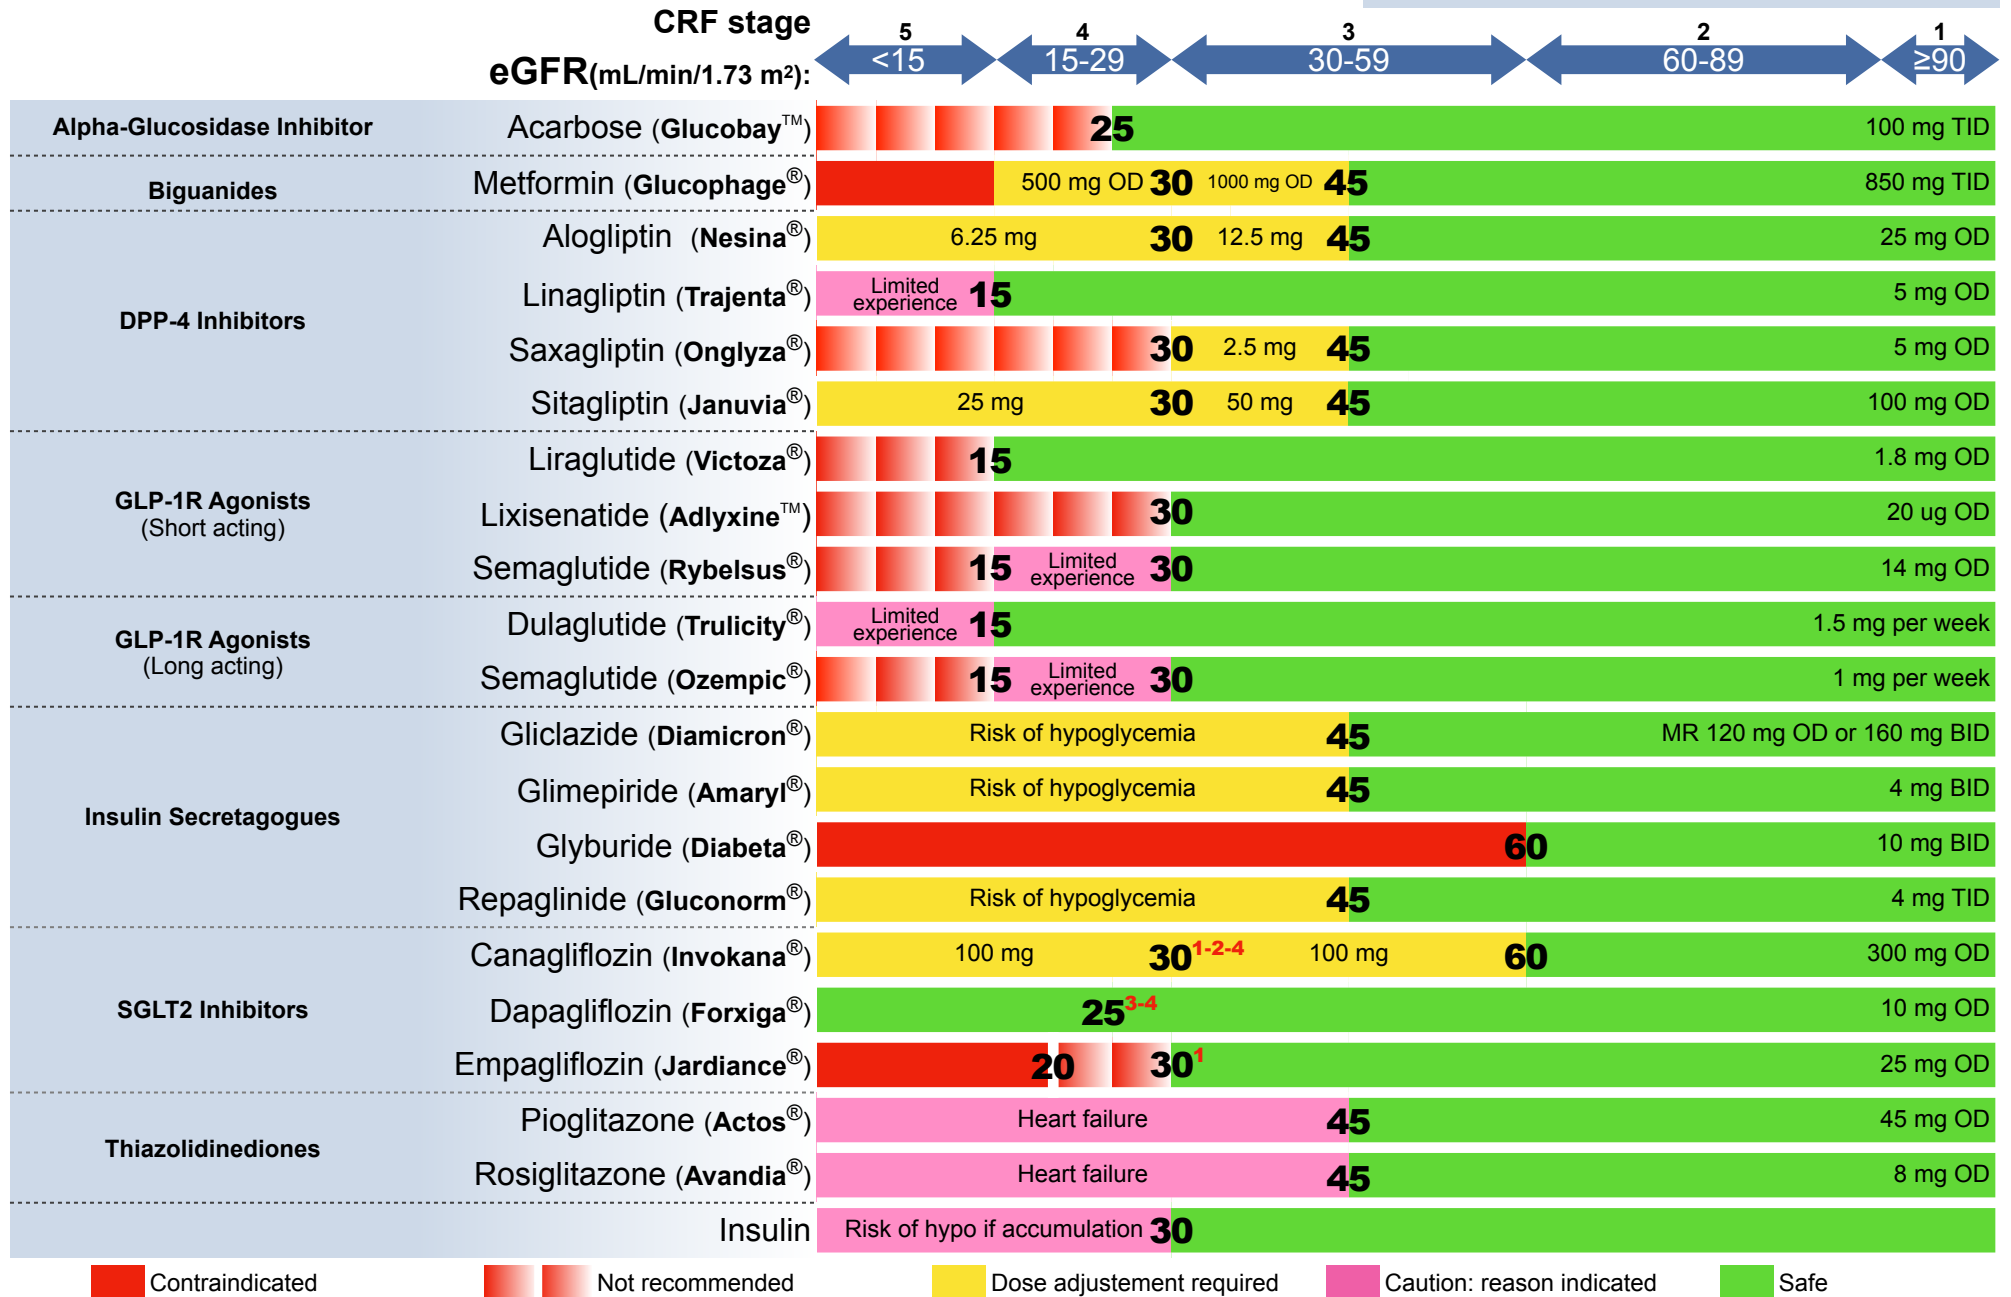 CRF stage 5 4 3 2 1
eGFR(mL/min/1.73 m²): <15 15-29 30-59 60-89 ≥90
Alpha-Glucosidase Inhibitor Acarbose (Glucobay™) 25 100 mg TID
Biguanides Metformin (Glucophage®) 500 mg OD 30 1000 mg OD 45 850 mg TID
DPP-4 Inhibitors
Alogliptin (Nesina®) 6.25 mg 30 12.5 mg 45 25 mg OD
Linagliptin (Trajenta®) Limited experience 15 5 mg OD
Saxagliptin (Onglyza®) 30 2.5 mg 45 5 mg OD
Sitagliptin (Januvia®) 25 mg 30 50 mg 45 100 mg OD
GLP-1R Agonists
(Short acting)
Liraglutide (Victoza®) 15 1.8 mg OD
Lixisenatide (Adlyxine™) 30 20 ug OD
Semaglutide (Rybelsus®) 15 Limited experience 30 14 mg OD
GLP-1R Agonists
(Long acting)
Dulaglutide (Trulicity®) Limited experience 15 1.5 mg per week
Semaglutide (Ozempic®) 15 Limited experience 30 1 mg per week
Insulin Secretagogues
Gliclazide (Diamicron®) Risk of hypoglycemia 45 MR 120 mg OD or 160 mg BID
Glimepiride (Amaryl®) Risk of hypoglycemia 45 4 mg BID
Glyburide (Diabeta®) 60 10 mg BID
Repaglinide (Gluconorm®) Risk of hypoglycemia 45 4 mg TID
SGLT2 Inhibitors
Canagliflozin (Invokana®) 100 mg 30 1-2-4 100 mg 60 300 mg OD
Dapagliflozin (Forxiga®) 25 3-4 10 mg OD
Empagliflozin (Jardiance®) 20 30 1 25 mg OD
Thiazolidinediones
Pioglitazone (Actos®) Heart failure 45 45 mg OD
Rosiglitazone (Avandia®) Heart failure 45 8 mg OD
Insulin Risk of hypo if accumulation 30
Contraindicated Not recommended Dose adjustement required Caution: reason indicated Safe